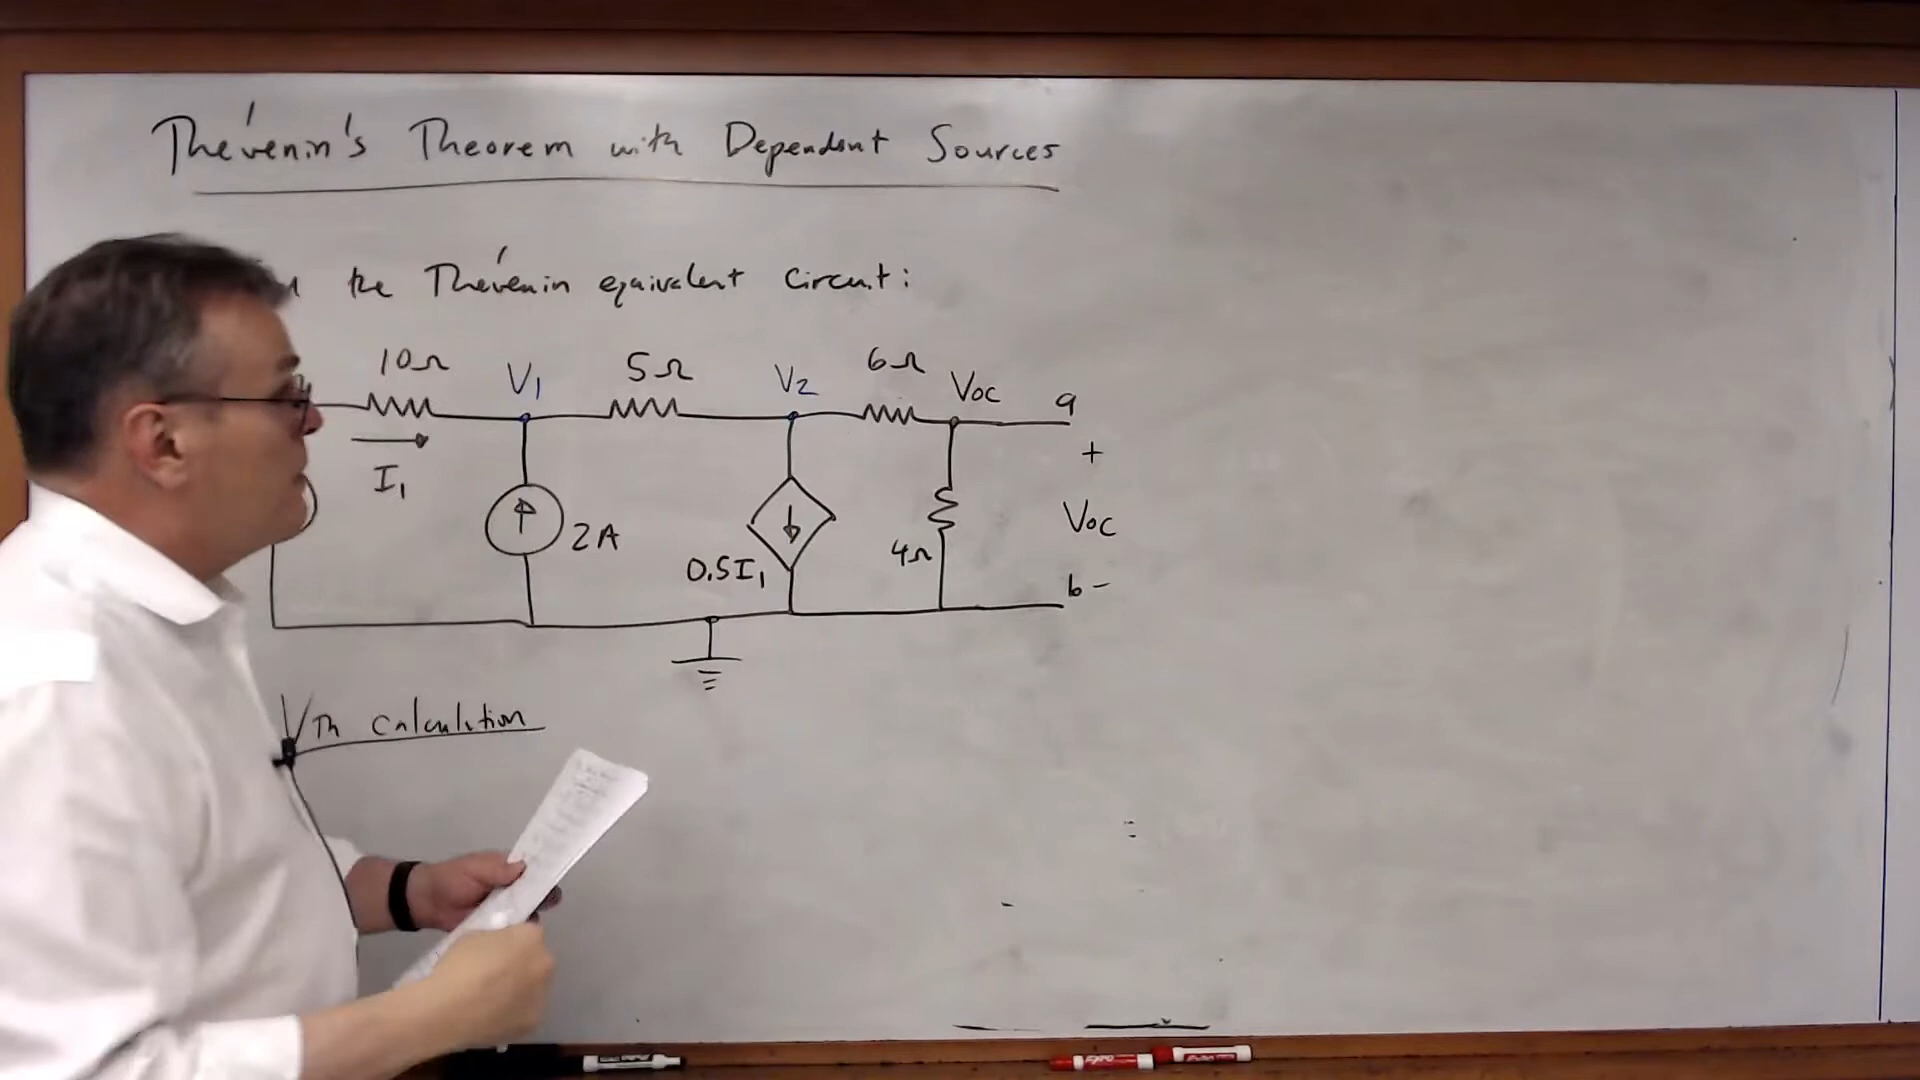 Thévenin's Theorem with Dependent Sources
the Thévenin equivalent circuit:
10Ω V1 5Ω V2 6Ω Voc a
+
I1
2A
0.5I1
4Ω
Voc
b -
VTh calculation
EXPO